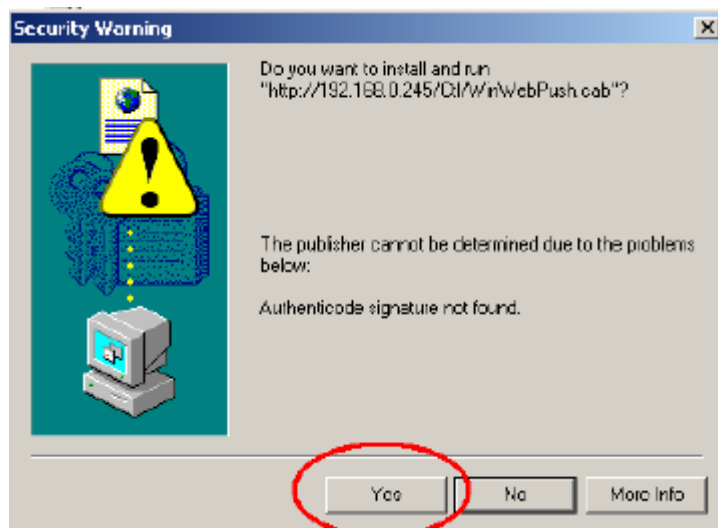 Security Warning
Do you want to install and run
"http://192.168.0.245/CtI/WinWebPush.cab"?
The publisher cannot be determined due to the problems
below:
Authenticode signature not found.
Yes
No
More Info